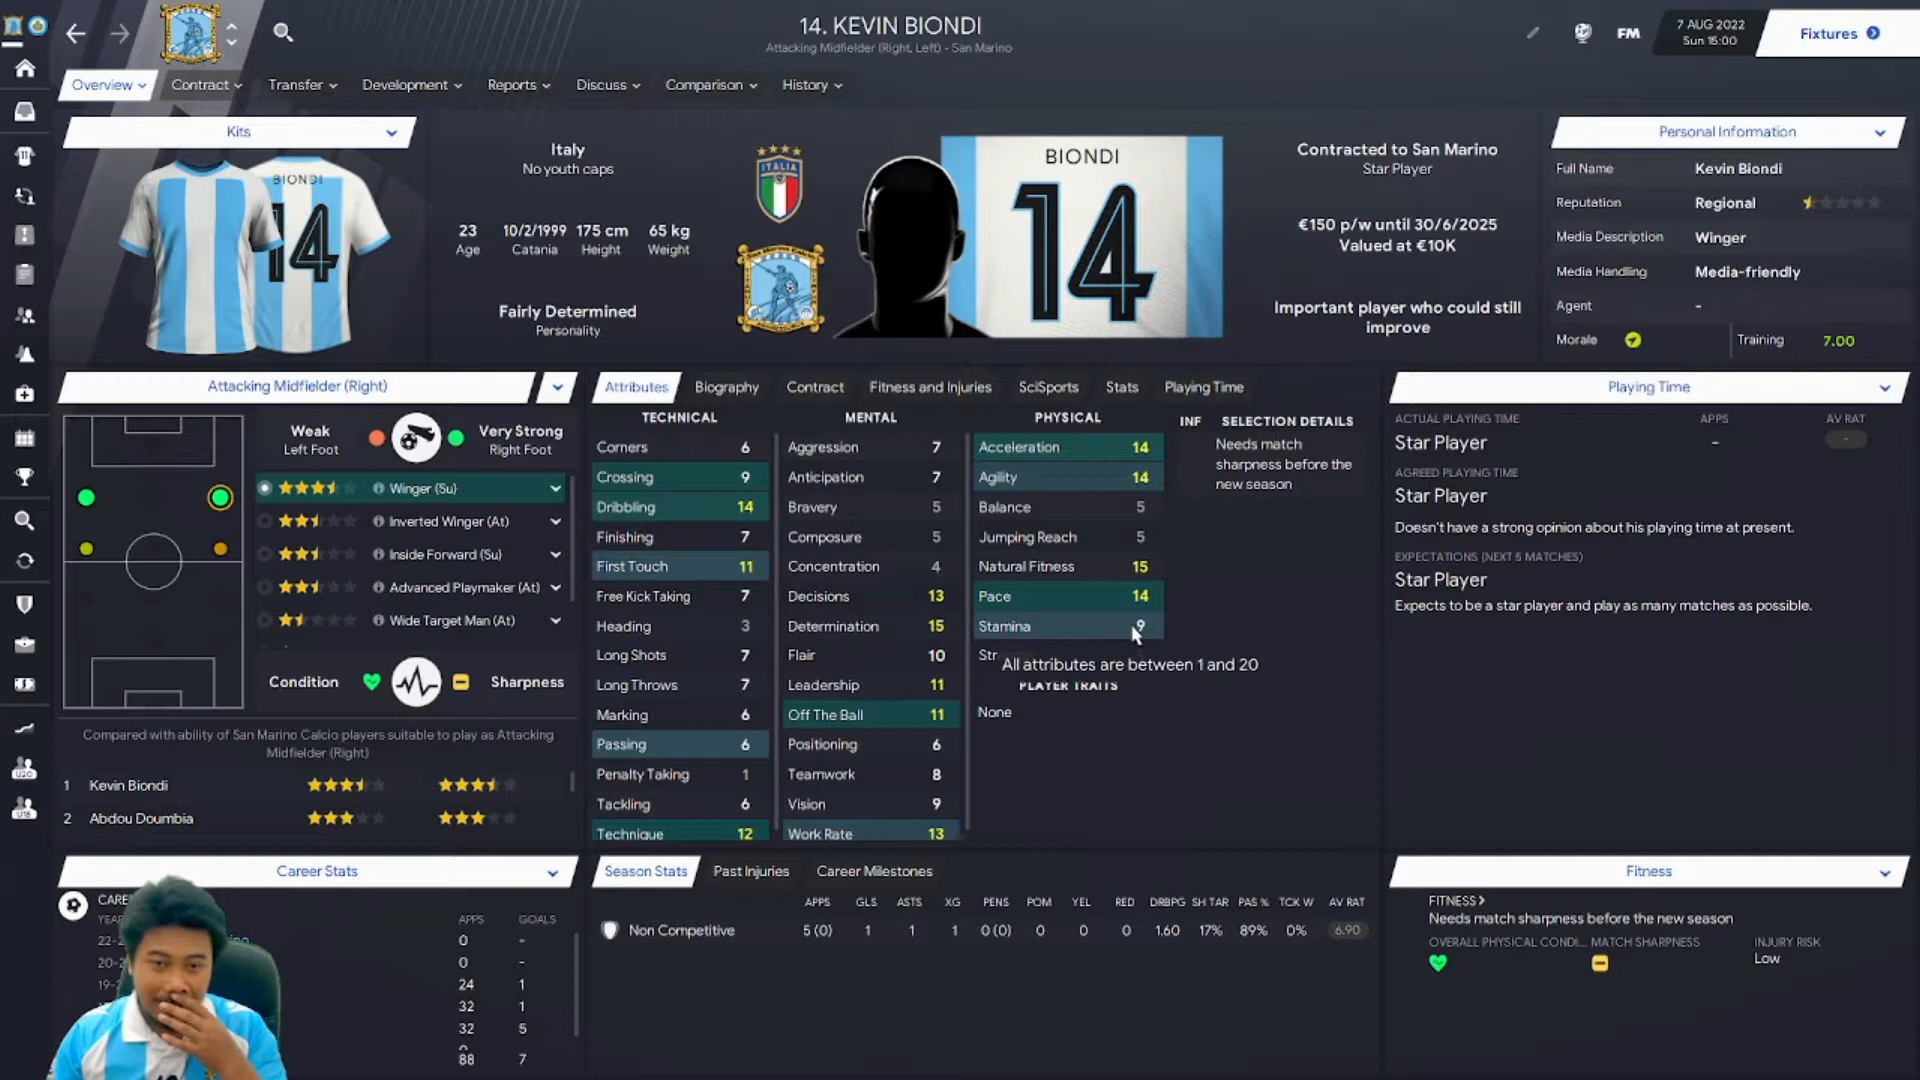 14. KEVIN BIONDI
Attacking Midfielder (Right, Left) - San Marino
FM
7 AUG 2022
Sun 15:00
Fixtures
Overview
Contract
Transfer
Development
Reports
Discuss
Comparison
History
Kits
BIONDI
14
Italy
No youth caps
23
Age
10/2/1999
Catania
175 cm
Height
65 kg
Weight
Fairly Determined
Personality
ITALIA
BIONDI
14
Contracted to San Marino
Star Player
€150 p/w until 30/6/2025
Valued at €10K
Important player who could still
improve
Personal Information
Full Name Kevin Biondi
Reputation Regional
Media Description Winger
Media Handling Media-friendly
Agent -
Morale
Training 7.00
Attacking Midfielder (Right)
Weak
Left Foot
Very Strong
Right Foot
Winger (Su)
Inverted Winger (At)
Inside Forward (Su)
Advanced Playmaker (At)
Wide Target Man (At)
Condition
Sharpness
Compared with ability of San Marino Calcio players suitable to play as Attacking
Midfielder (Right)
1 Kevin Biondi
2 Abdou Doumbia
Attributes
Biography
Contract
Fitness and Injuries
SciSports
Stats
Playing Time
TECHNICAL
Corners 6
Crossing 9
Dribbling 14
Finishing 7
First Touch 11
Free Kick Taking 7
Heading 3
Long Shots 7
Long Throws 7
Marking 6
Passing 6
Penalty Taking 1
Tackling 6
Technique 12
MENTAL
Aggression 7
Anticipation 7
Bravery 5
Composure 5
Concentration 4
Decisions 13
Determination 15
Flair 10
Leadership 11
Off The Ball 11
Positioning 6
Teamwork 8
Vision 9
Work Rate 13
PHYSICAL
Acceleration 14
Agility 14
Balance 5
Jumping Reach 5
Natural Fitness 15
Pace 14
Stamina 9
Str
All attributes are between 1 and 20
PLAYER TRAITS
None
INF
SELECTION DETAILS
Needs match
sharpness before the
new season
Playing Time
ACTUAL PLAYING TIME APPS AV RAT
Star Player - -
AGREED PLAYING TIME
Star Player
Doesn't have a strong opinion about his playing time at present.
EXPECTATIONS (NEXT 5 MATCHES)
Star Player
Expects to be a star player and play as many matches as possible.
Career Stats
CARE
YEA APPS GOALS
22-2 0 -
20-2 0 -
19-2 24 1
32 1
32 5
88 7
Season Stats
Past Injuries
Career Milestones
APPS GLS ASTS XG PENS POM YEL RED DRBPG SH TAR PAS % TCK W AV RAT
Non Competitive 5 (0) 1 1 1 0 (0) 0 0 0 1.60 17% 89% 0% 6.90
Fitness
FITNESS>
Needs match sharpness before the new season
OVERALL PHYSICAL CONDI... MATCH SHARPNESS INJURY RISK
Low
U20
U18